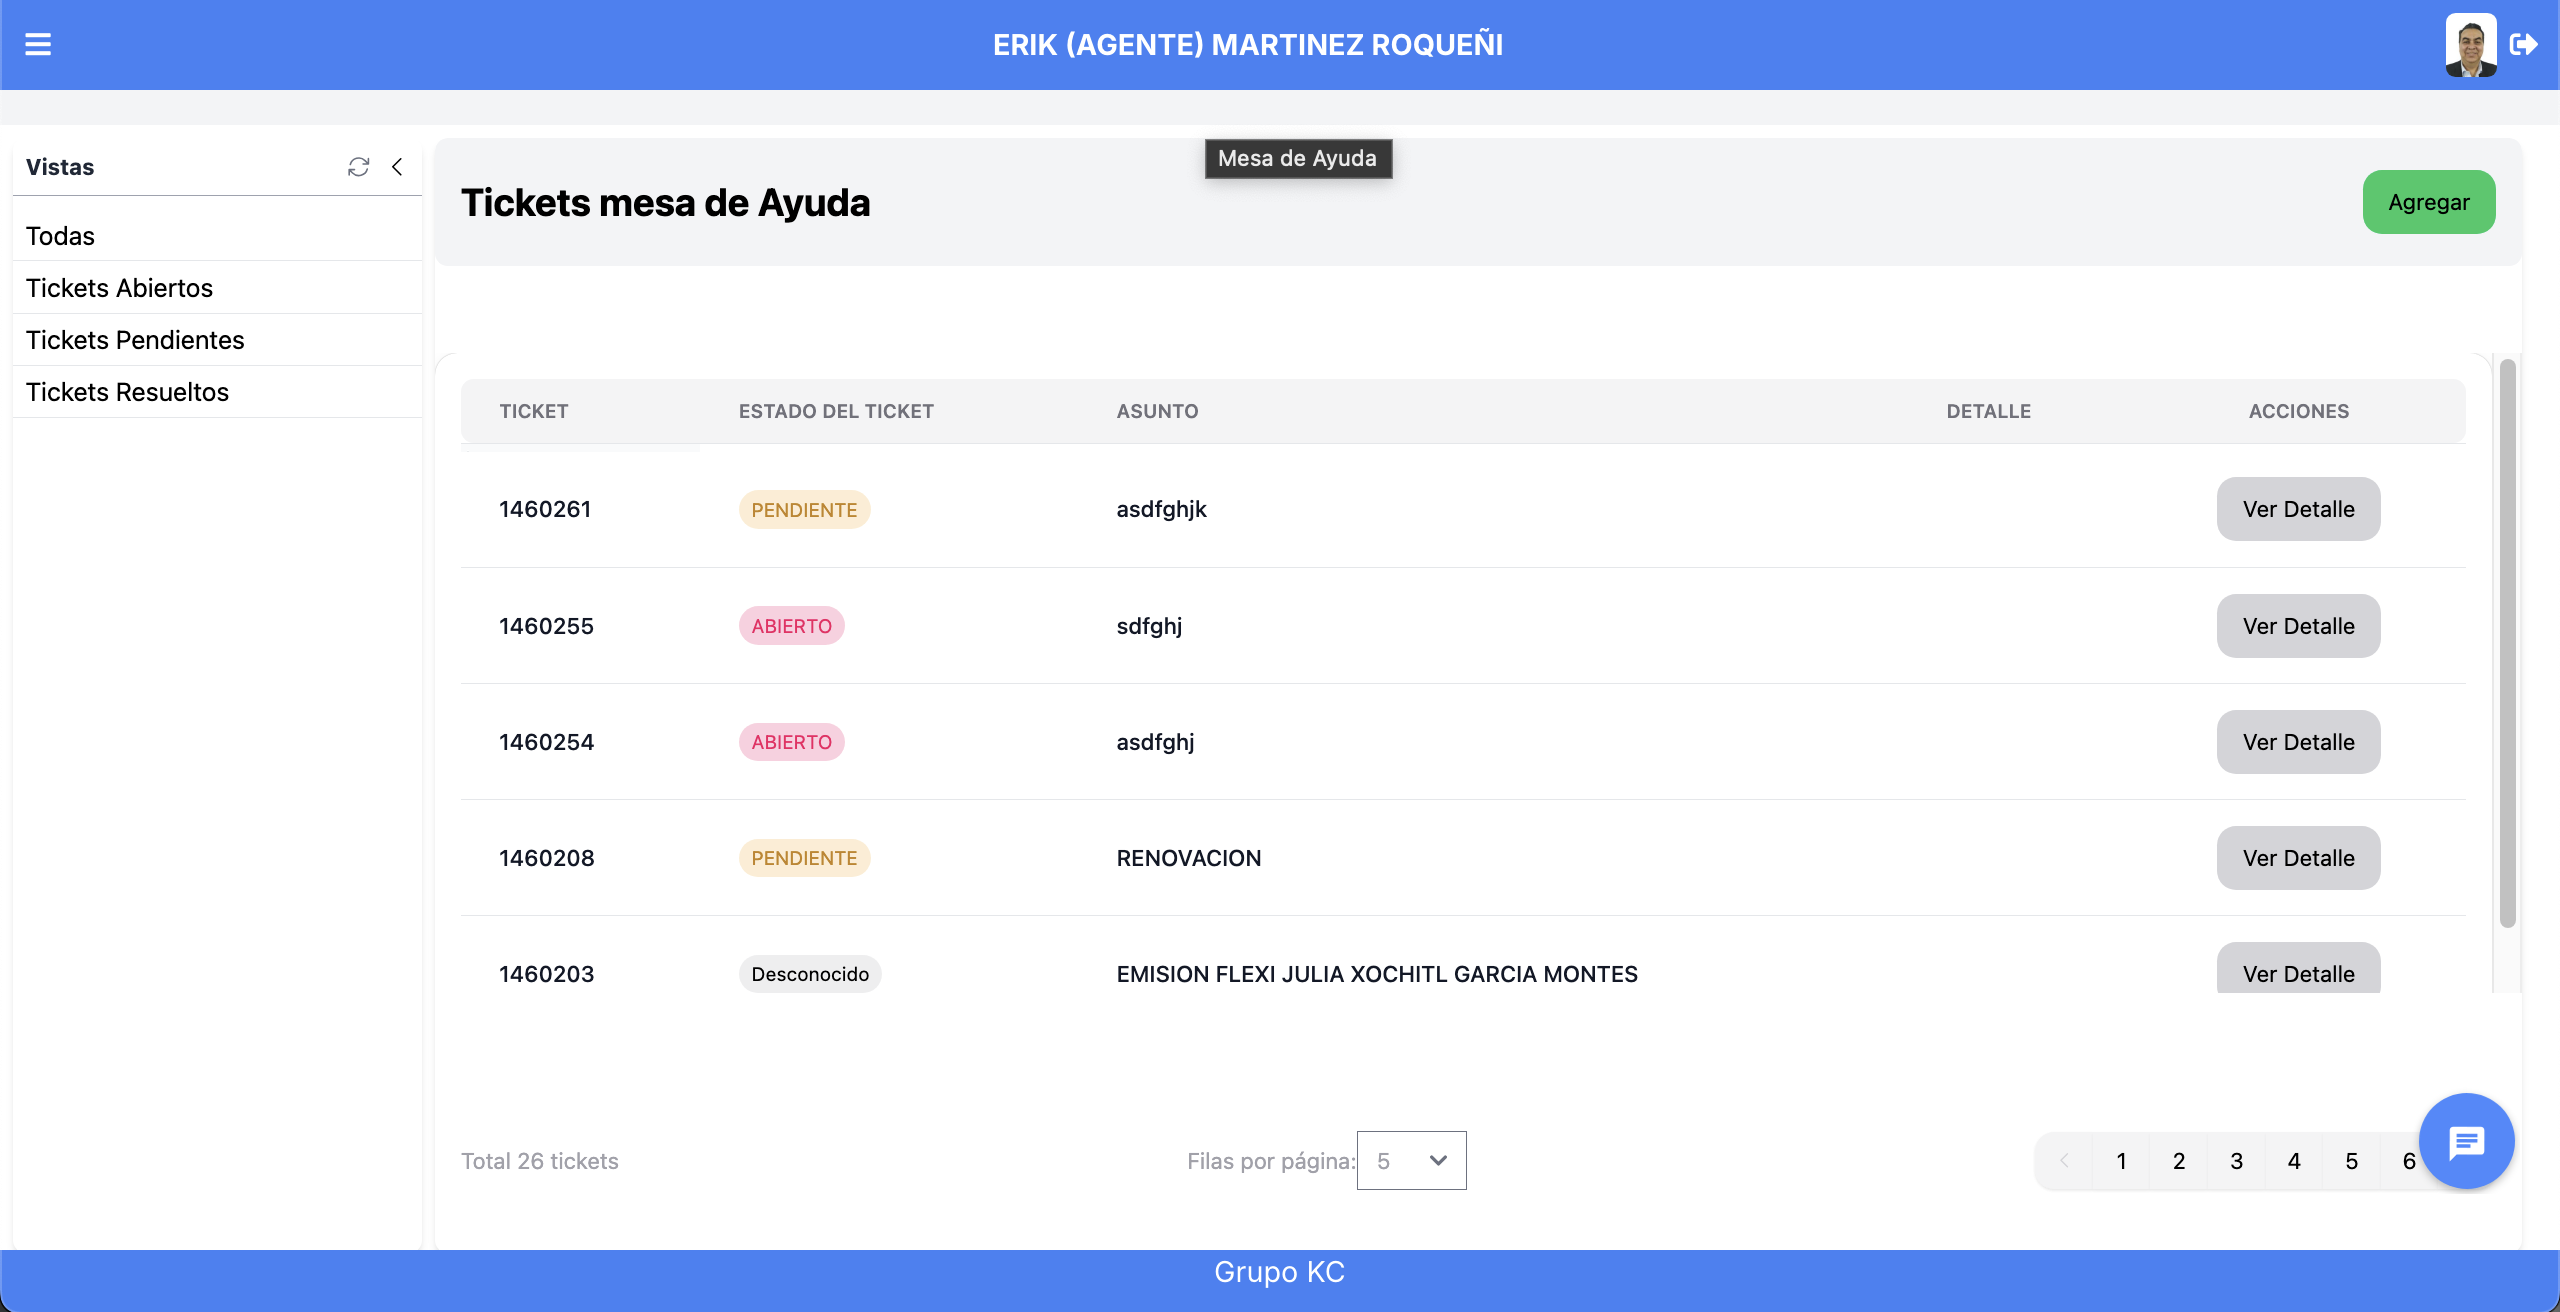 ERIK (AGENTE) MARTINEZ ROQUEÑI
Vistas
Todas
Tickets Abiertos
Tickets Pendientes
Tickets Resueltos
Mesa de Ayuda
Tickets mesa de Ayuda
Agregar
TICKET ESTADO DEL TICKET ASUNTO DETALLE ACCIONES
1460261 PENDIENTE asdfghjk Ver Detalle
1460255 ABIERTO sdfghj Ver Detalle
1460254 ABIERTO asdfghj Ver Detalle
1460208 PENDIENTE RENOVACION Ver Detalle
1460203 Desconocido EMISION FLEXI JULIA XOCHITL GARCIA MONTES Ver Detalle
Total 26 tickets Filas por página: 5 1 2 3 4 5 6
Grupo KC